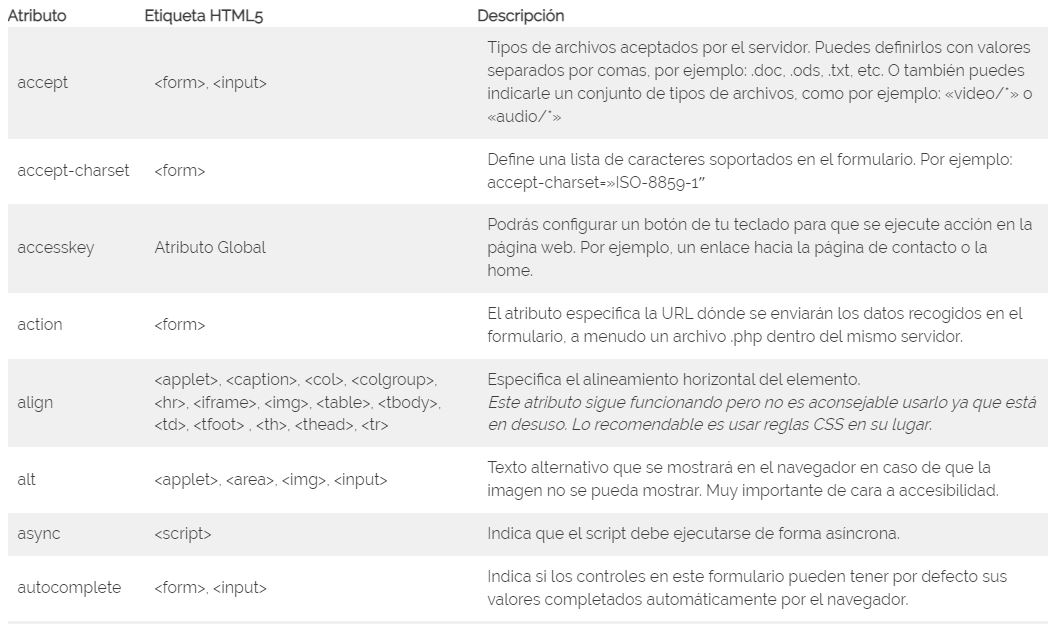 Atributo Etiqueta HTML5 Descripción
accept <form>, <input> Tipos de archivos aceptados por el servidor. Puedes definirlos con valores
separados por comas, por ejemplo: .doc, .ods, .txt, etc. O también puedes
indicarle un conjunto de tipos de archivos, como por ejemplo: «video/*» o
«audio/*»
accept-charset <form> Define una lista de caracteres soportados en el formulario. Por ejemplo:
accept-charset=»ISO-8859-1″
accesskey Atributo Global Podrás configurar un botón de tu teclado para que se ejecute acción en la
página web. Por ejemplo, un enlace hacia la página de contacto o la
home.
action <form> El atributo especifica la URL dónde se enviarán los datos recogidos en el
formulario, a menudo un archivo .php dentro del mismo servidor.
align <applet>, <caption>, <col>, <colgroup>,
<hr>, <iframe>, <img>, <table>, <tbody>,
<td>, <tfoot> , <th>, <thead>, <tr>
Especifica el alineamiento horizontal del elemento.
Este atributo sigue funcionando pero no es aconsejable usarlo ya que está
en desuso. Lo recomendable es usar reglas CSS en su lugar.
alt <applet>, <area>, <img>, <input> Texto alternativo que se mostrará en el navegador en caso de que la
imagen no se pueda mostrar. Muy importante de cara a accesibilidad.
async <script> Indica que el script debe ejecutarse de forma asíncrona.
autocomplete <form>, <input> Indica si los controles en este formulario pueden tener por defecto sus
valores completados automáticamente por el navegador.